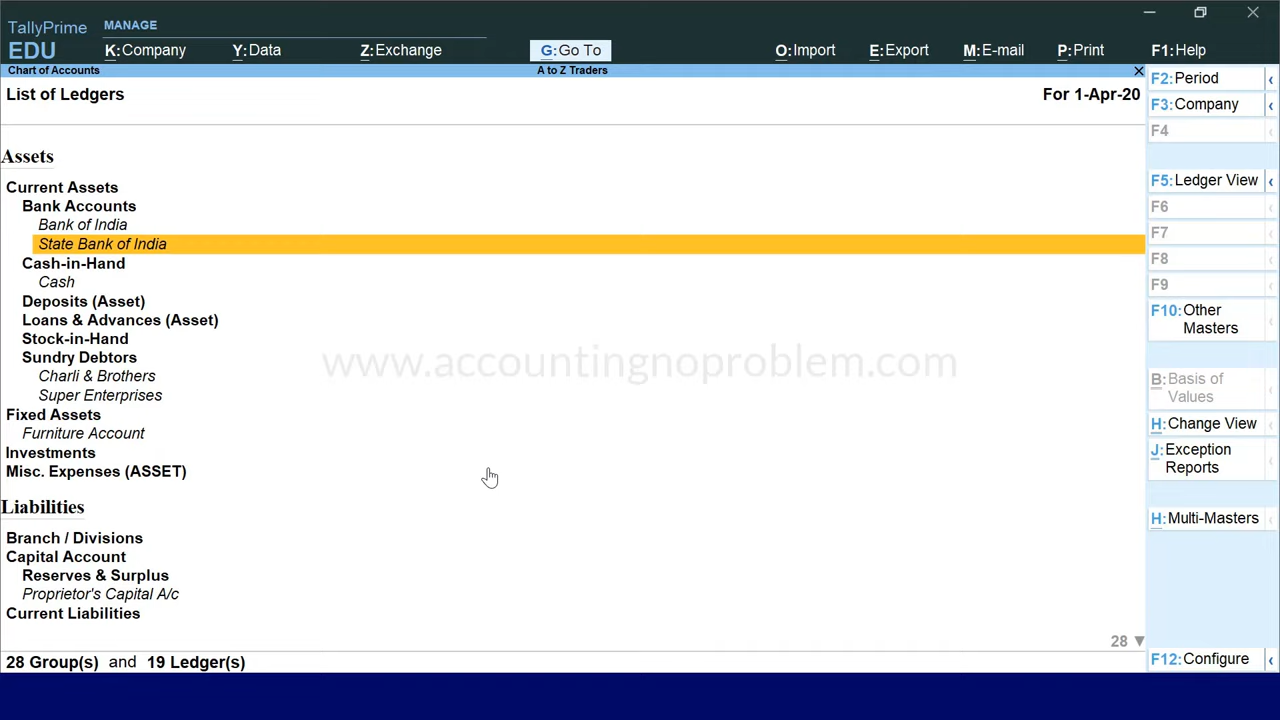 TallyPrime
EDU
MANAGE
K:Company
Y:Data
Z:Exchange
G:Go To
O:Import
E:Export
M:E-mail
P:Print
F1:Help
Chart of Accounts
A to Z Traders
List of Ledgers
For 1-Apr-20
Assets
Current Assets
Bank Accounts
Bank of India
State Bank of India
Cash-in-Hand
Cash
Deposits (Asset)
Loans & Advances (Asset)
Stock-in-Hand
Sundry Debtors
Charli & Brothers
Super Enterprises
Fixed Assets
Furniture Account
Investments
Misc. Expenses (ASSET)
Liabilities
Branch / Divisions
Capital Account
Reserves & Surplus
Proprietor's Capital A/c
Current Liabilities
28
28 Group(s) and 19 Ledger(s)
www.accountingnoproblem.com
F2:Period
F3:Company
F4
F5:Ledger View
F6
F7
F8
F9
F10:Other
Masters
B:Basis of
Values
H:Change View
J:Exception
Reports
H:Multi-Masters
F12:Configure